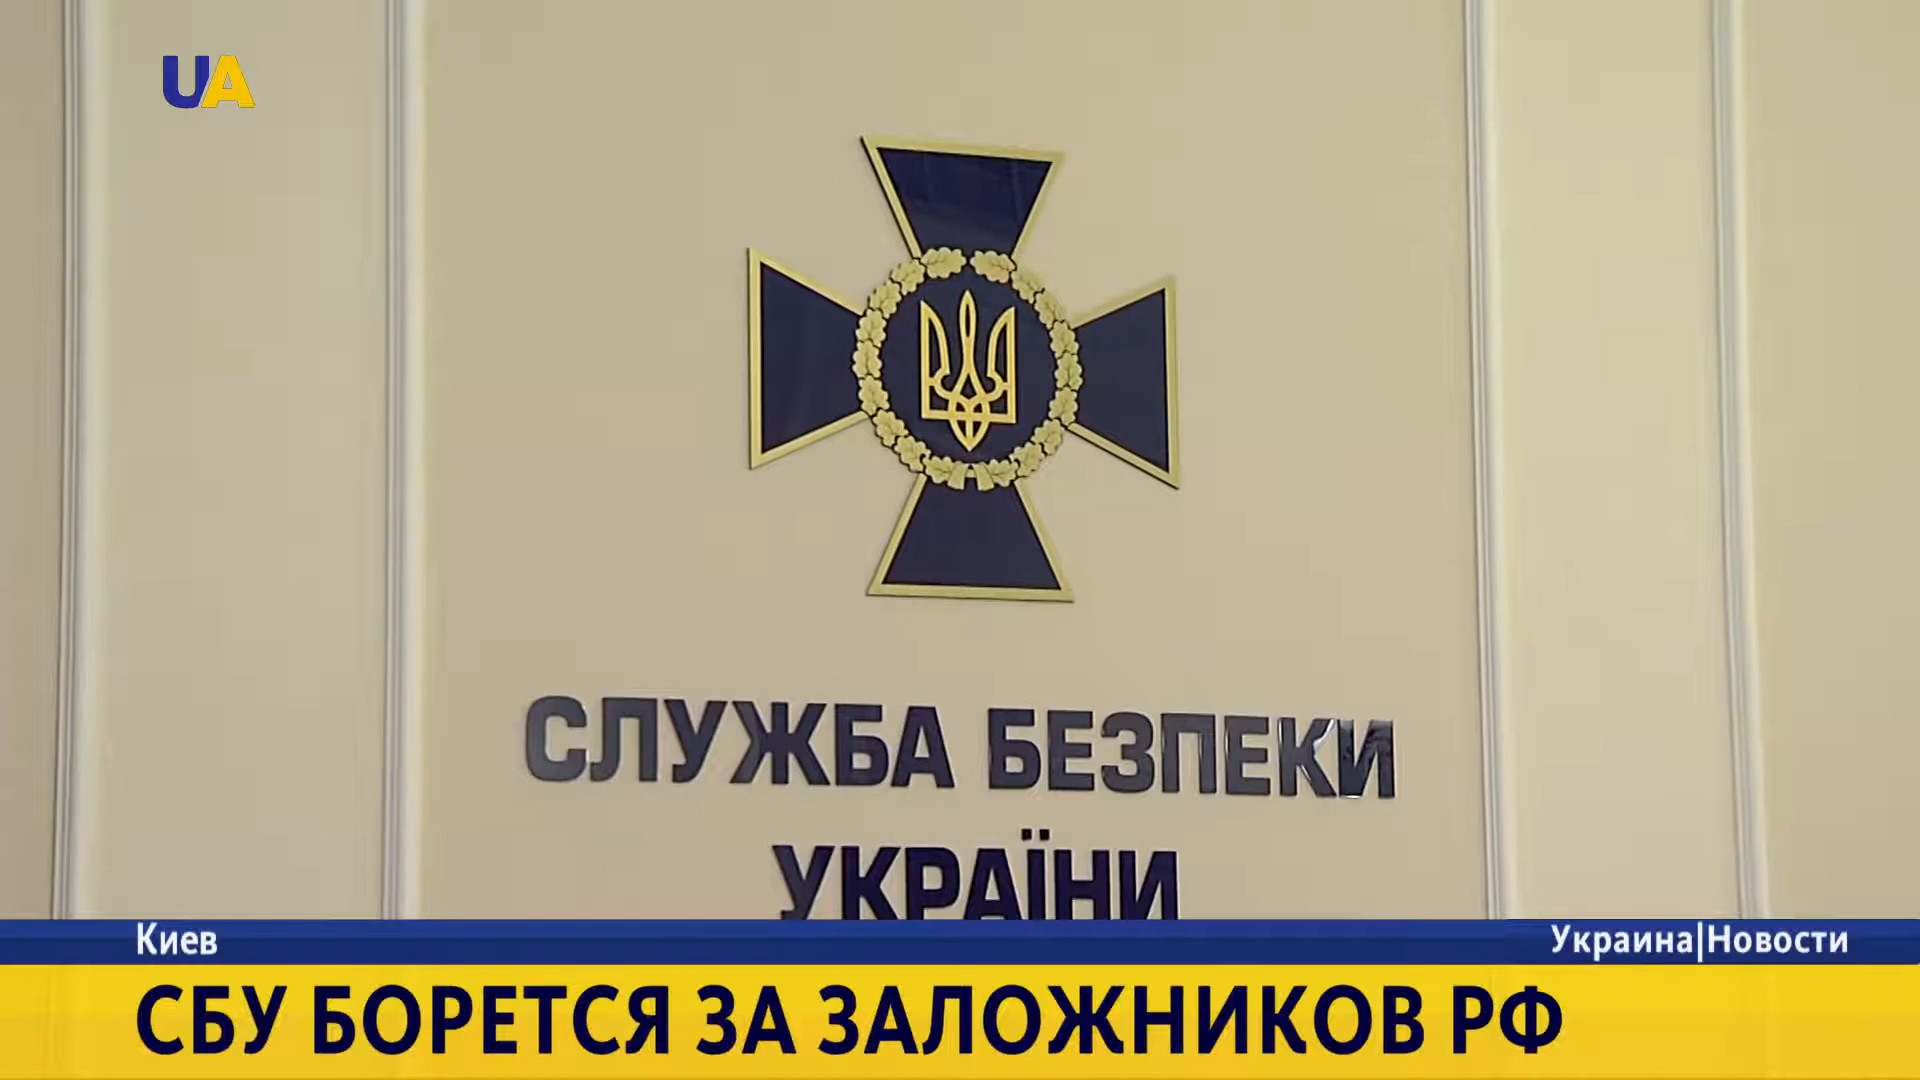 UA
СЛУЖБА БЕЗПЕКИ
УКРАЇНИ
Киев
Украина|Новости
СБУ БОРЕТСЯ ЗА ЗАЛОЖНИКОВ РФ